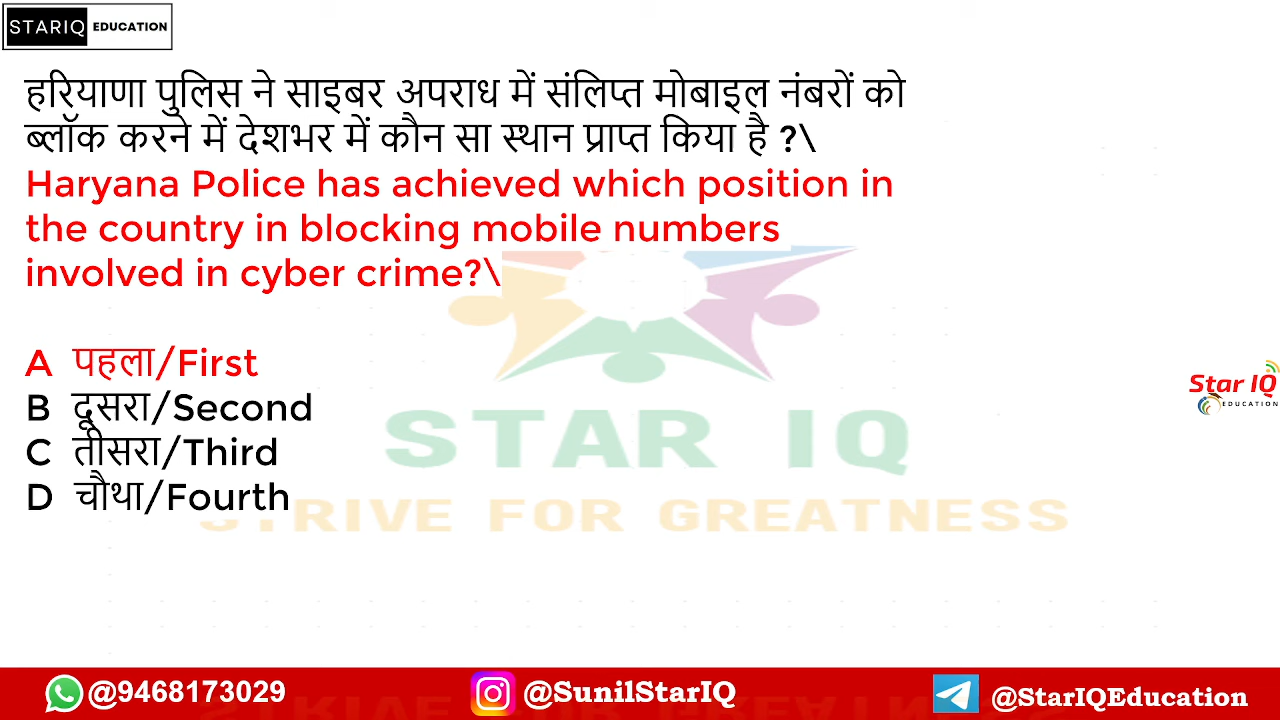 STARIQ EDUCATION
हरियाणा पुलिस ने साइबर अपराध में संलिप्त मोबाइल नंबरों को
ब्लॉक करने में देशभर में कौन सा स्थान प्राप्त किया है ?\
Haryana Police has achieved which position in
the country in blocking mobile numbers
involved in cyber crime?\
A पहला/First
B दूसरा/Second
C तीसरा/Third
D चौथा/Fourth
STAR IQ
STRIVE FOR GREATNESS
Star IQ
EDUCATION
@9468173029 @SunilStarIQ @StarIQEducation